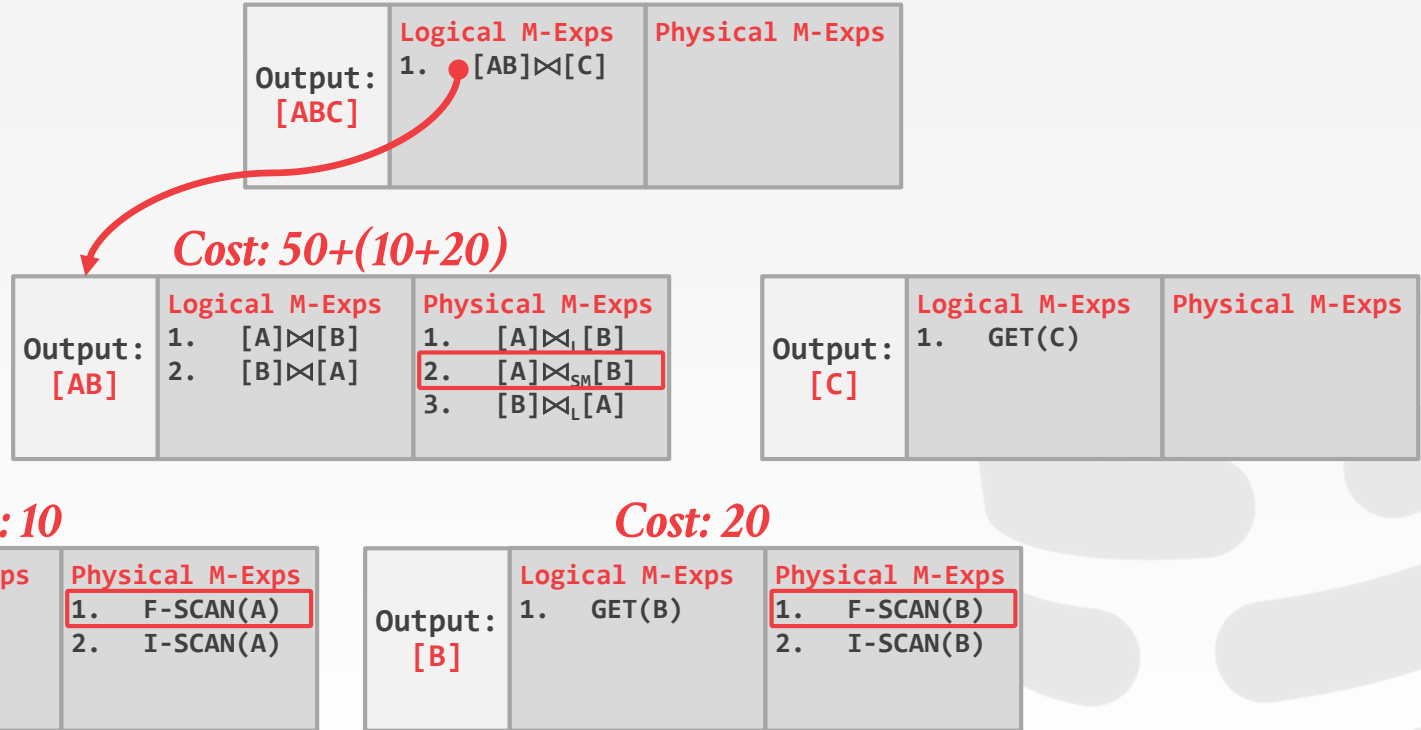 Logical M-Exps
Physical M-Exps
Output:
[ABC]
1. [AB]⋈[C]
Cost: 50+(10+20)
Output:
[AB]
Logical M-Exps
1. [A]⋈[B]
2. [B]⋈[A]
Physical M-Exps
1. [A]⋈L[B]
2. [A]⋈SM[B]
3. [B]⋈L[A]
Output:
[C]
Logical M-Exps
1. GET(C)
Physical M-Exps
: 10
ps
Physical M-Exps
1. F-SCAN(A)
2. I-SCAN(A)
Cost: 20
Output:
[B]
Logical M-Exps
1. GET(B)
Physical M-Exps
1. F-SCAN(B)
2. I-SCAN(B)